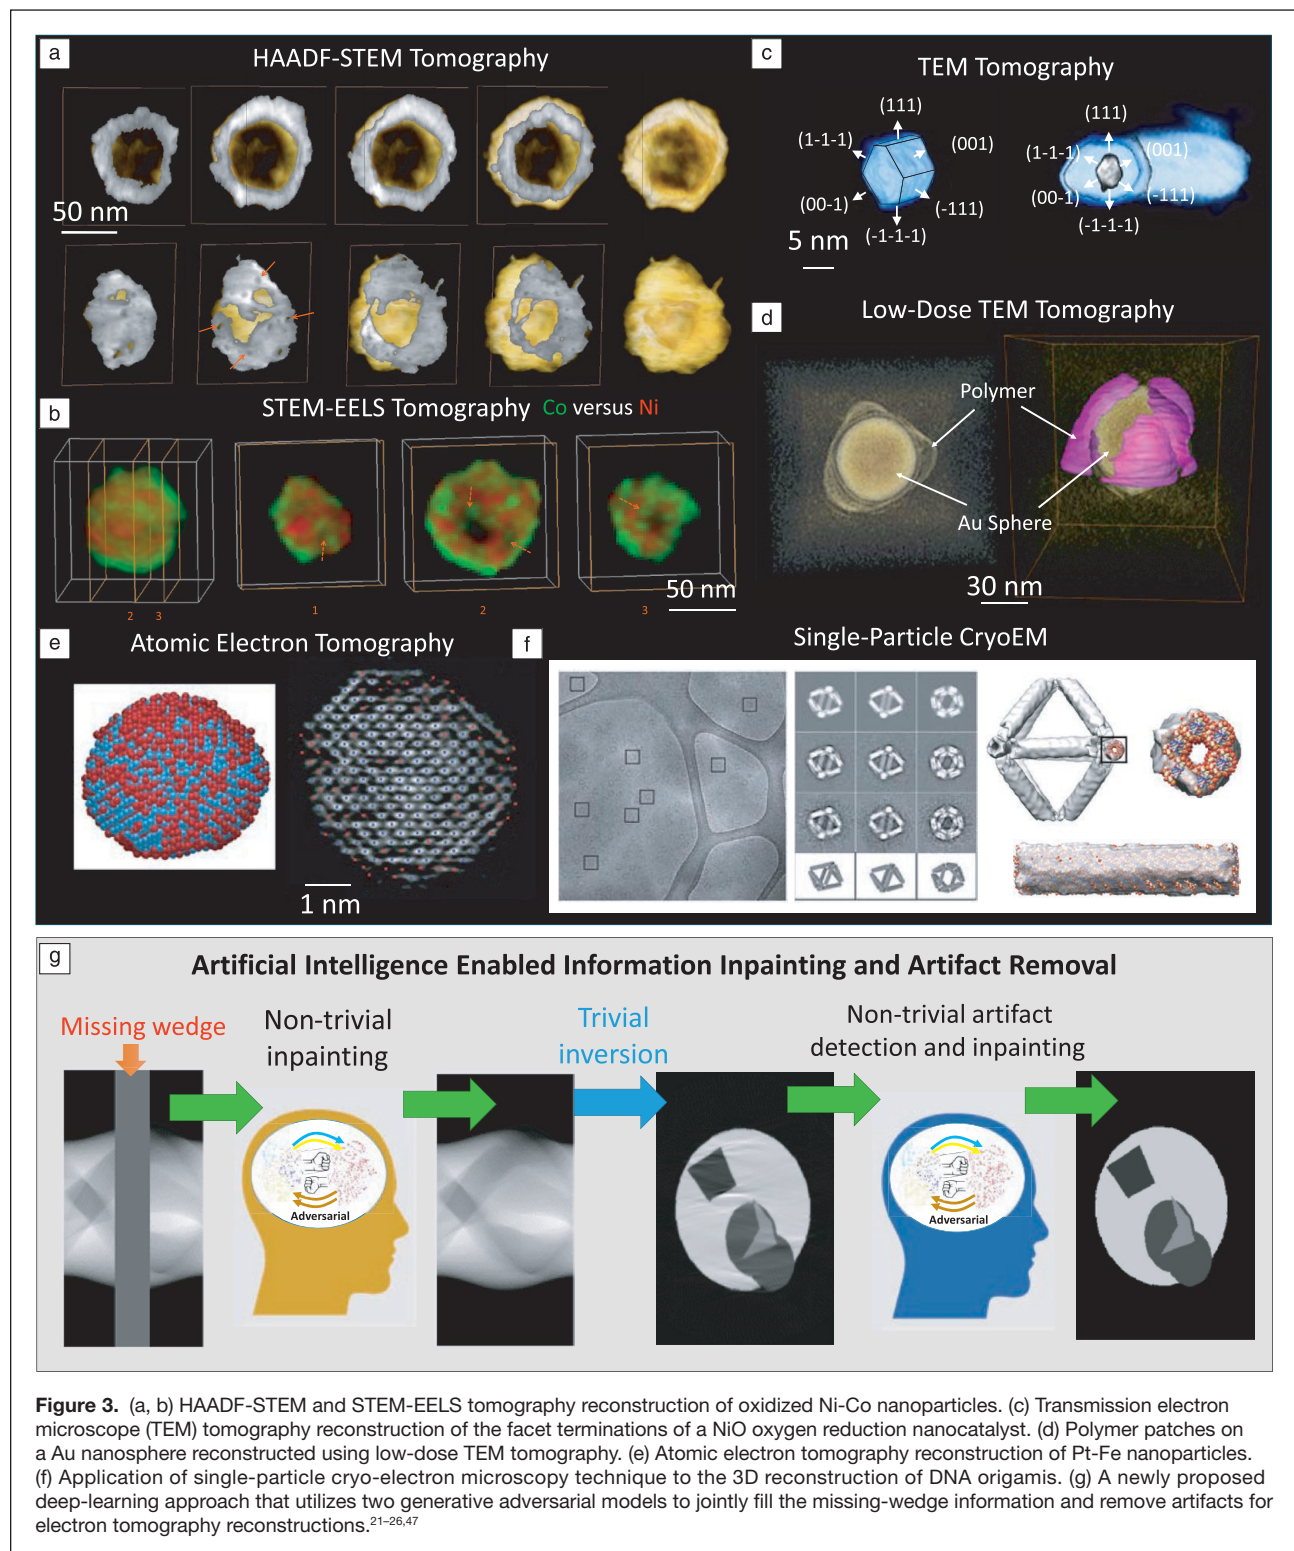 a
HAADF-STEM Tomography
50 nm
b
STEM-EELS Tomography Co versus Ni
2 3
1
2
3
50 nm
c
TEM Tomography
(111)
(1-1-1)
(001)
(00-1)
(-111)
(-1-1-1)
5 nm
(111)
(1-1-1)
(001)
(00-1)
(-111)
(-1-1-1)
d
Low-Dose TEM Tomography
Polymer
Au Sphere
30 nm
e
Atomic Electron Tomography
1 nm
f
Single-Particle CryoEM
g
Artificial Intelligence Enabled Information Inpainting and Artifact Removal
Missing wedge
Non-trivial
inpainting
Adversarial
Trivial
inversion
Non-trivial artifact
detection and inpainting
Adversarial
Figure 3. (a, b) HAADF-STEM and STEM-EELS tomography reconstruction of oxidized Ni-Co nanoparticles. (c) Transmission electron
microscope (TEM) tomography reconstruction of the facet terminations of a NiO oxygen reduction nanocatalyst. (d) Polymer patches on
a Au nanosphere reconstructed using low-dose TEM tomography. (e) Atomic electron tomography reconstruction of Pt-Fe nanoparticles.
(f) Application of single-particle cryo-electron microscopy technique to the 3D reconstruction of DNA origamis. (g) A newly proposed
deep-learning approach that utilizes two generative adversarial models to jointly fill the missing-wedge information and remove artifacts for
electron tomography reconstructions.21–26,47